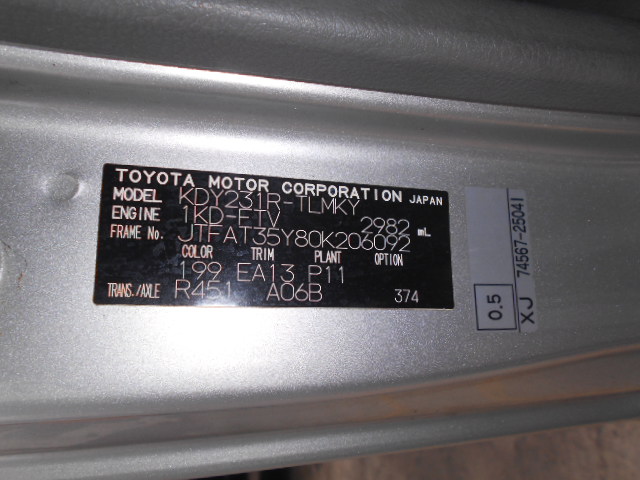 TOYOTA MOTOR CORPORATION JAPAN
MODEL KDY231R-TLMKY
ENGINE 1KD-FTV 2982 mL
FRAME No. JTFAT35Y80K206092
COLOR TRIM PLANT OPTION
199 EA13 P11
TRANS./AXLE R451 A06B 374
0.5 XJ 74567-25041